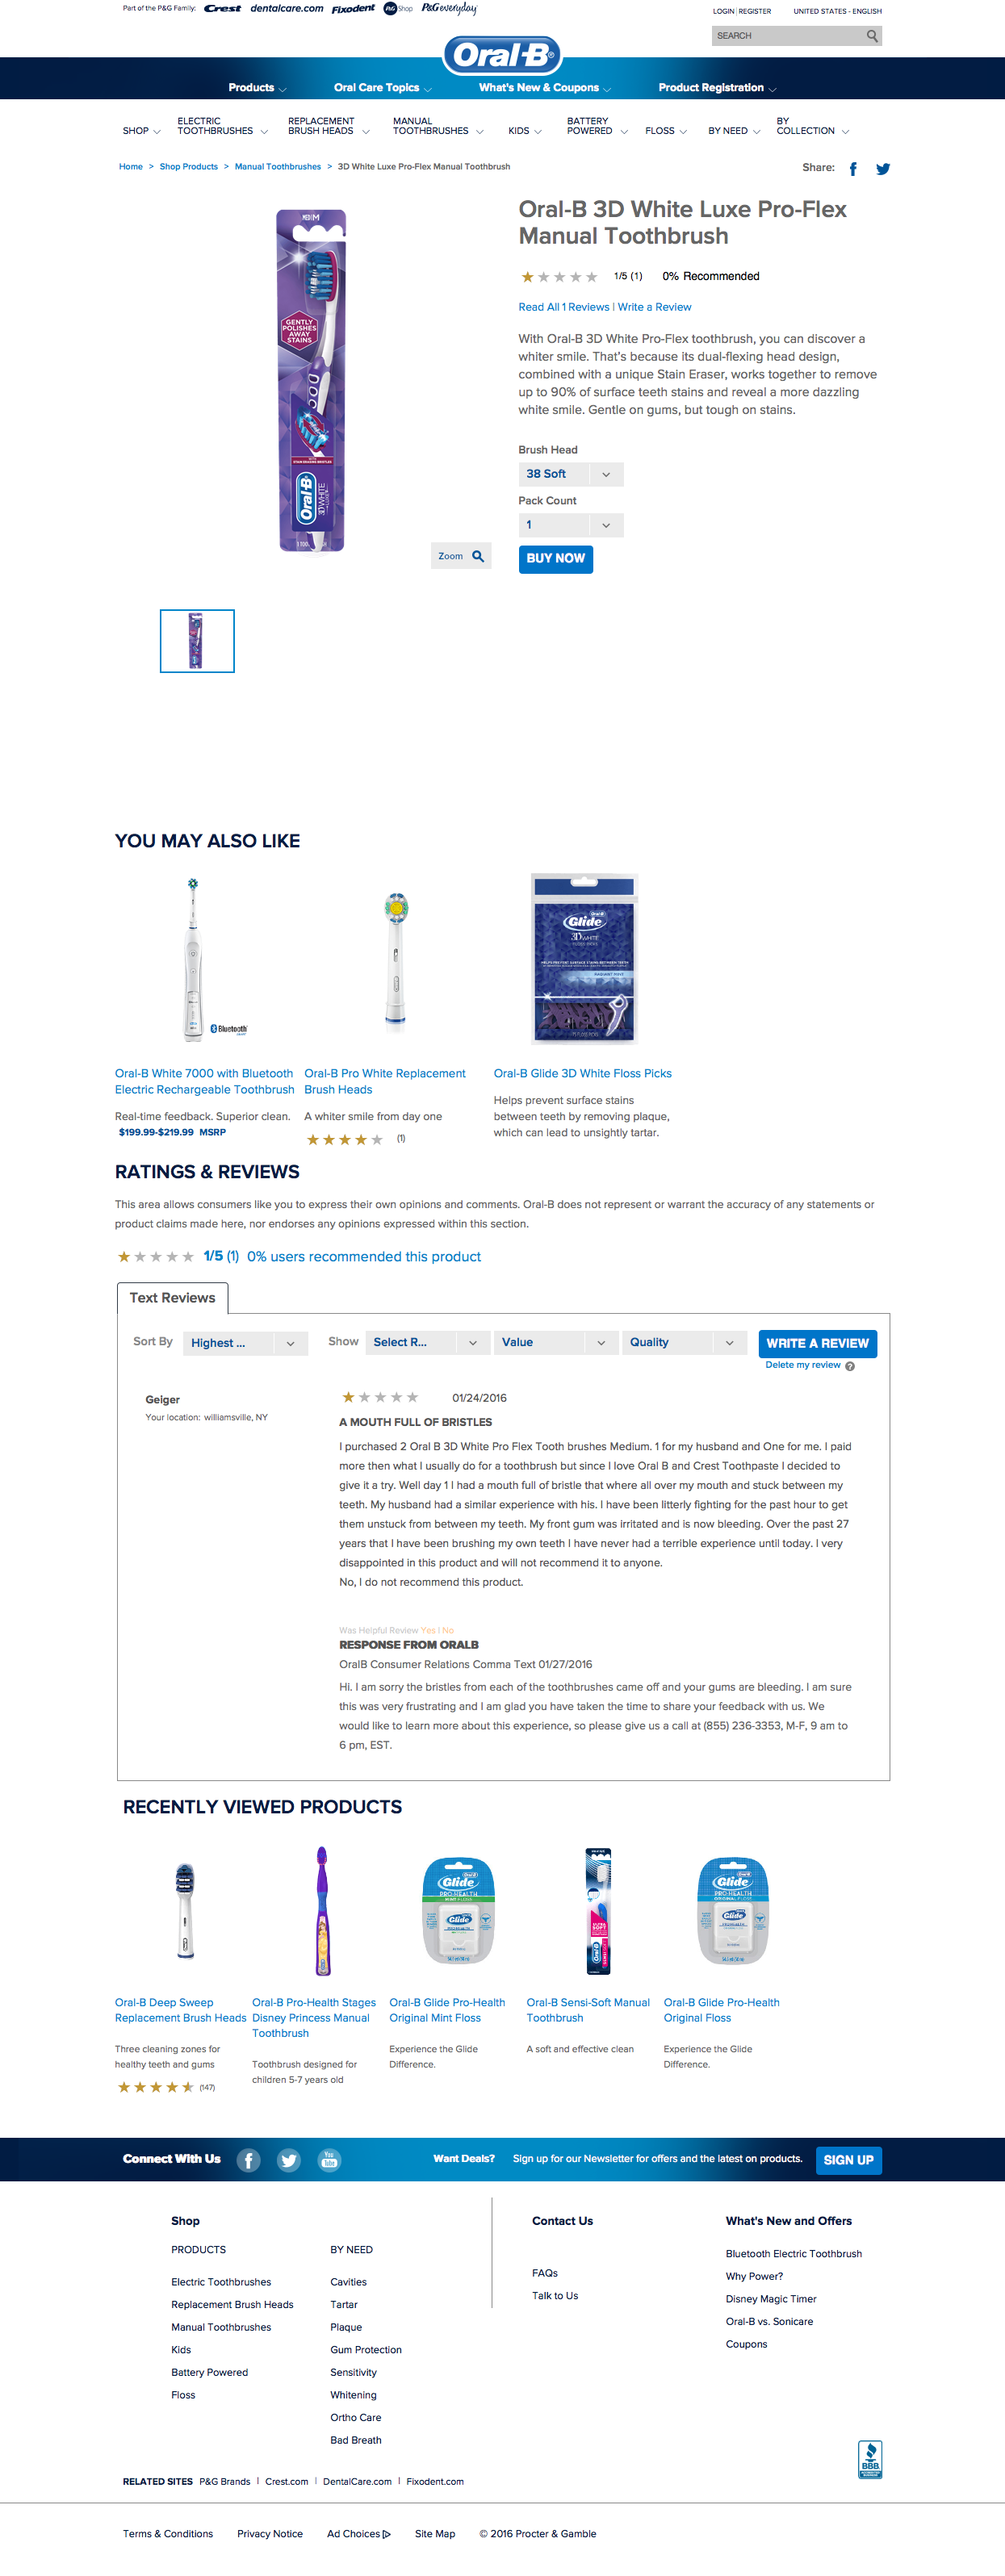 Part of the P&G Family: Crest dentalcare.com Fixodent P&G Shop P&G everyday
LOGIN | REGISTER UNITED STATES - ENGLISH
SEARCH
Oral-B
Products Oral Care Topics What's New & Coupons Product Registration
SHOP ELECTRIC TOOTHBRUSHES REPLACEMENT BRUSH HEADS MANUAL TOOTHBRUSHES KIDS BATTERY POWERED FLOSS BY NEED BY COLLECTION
Home > Shop Products > Manual Toothbrushes > 3D White Luxe Pro-Flex Manual Toothbrush
Share:
Oral-B 3D White Luxe Pro-Flex
Manual Toothbrush
1/5 (1) 0% Recommended
Read All 1 Reviews | Write a Review
With Oral-B 3D White Pro-Flex toothbrush, you can discover a
whiter smile. That's because its dual-flexing head design,
combined with a unique Stain Eraser, works together to remove
up to 90% of surface teeth stains and reveal a more dazzling
white smile. Gentle on gums, but tough on stains.
Brush Head
38 Soft
Pack Count
1
BUY NOW
GENTLY
POLISHES
AWAY
STAINS
Oral-B
3D WHITE
Zoom
YOU MAY ALSO LIKE
Bluetooth
Oral-B
Glide
3D WHITE
Oral-B White 7000 with Bluetooth
Electric Rechargeable Toothbrush
Real-time feedback. Superior clean.
$199.99-$219.99 MSRP
Oral-B Pro White Replacement
Brush Heads
A whiter smile from day one
(1)
Oral-B Glide 3D White Floss Picks
Helps prevent surface stains
between teeth by removing plaque,
which can lead to unsightly tartar.
RATINGS & REVIEWS
This area allows consumers like you to express their own opinions and comments. Oral-B does not represent or warrant the accuracy of any statements or
product claims made here, nor endorses any opinions expressed within this section.
1/5 (1) 0% users recommended this product
Text Reviews
Sort By Highest ... Show Select R... Value Quality WRITE A REVIEW
Delete my review ?
Geiger
Your location: williamsville, NY
01/24/2016
A MOUTH FULL OF BRISTLES
I purchased 2 Oral B 3D White Pro Flex Tooth brushes Medium. 1 for my husband and One for me. I paid
more then what I usually do for a toothbrush but since I love Oral B and Crest Toothpaste I decided to
give it a try. Well day 1 I had a mouth full of bristle that where all over my mouth and stuck between my
teeth. My husband had a similar experience with his. I have been litterly fighting for the past hour to get
them unstuck from between my teeth. My front gum was irritated and is now bleeding. Over the past 27
years that I have been brushing my own teeth I have never had a terrible experience until today. I very
disappointed in this product and will not recommend it to anyone.
No, I do not recommend this product.
Was Helpful Review Yes | No
RESPONSE FROM ORALB
OralB Consumer Relations Comma Text 01/27/2016
Hi. I am sorry the bristles from each of the toothbrushes came off and your gums are bleeding. I am sure
this was very frustrating and I am glad you have taken the time to share your feedback with us. We
would like to learn more about this experience, so please give us a call at (855) 236-3353, M-F, 9 am to
6 pm, EST.
RECENTLY VIEWED PRODUCTS
Glide
PRO-HEALTH
Glide
Oral-B
Glide
PRO-HEALTH
Glide
Oral-B Deep Sweep
Replacement Brush Heads
Three cleaning zones for
healthy teeth and gums
(147)
Oral-B Pro-Health Stages
Disney Princess Manual
Toothbrush
Toothbrush designed for
children 5-7 years old
Oral-B Glide Pro-Health
Original Mint Floss
Experience the Glide
Difference.
Oral-B Sensi-Soft Manual
Toothbrush
A soft and effective clean
Oral-B Glide Pro-Health
Original Floss
Experience the Glide
Difference.
Connect With Us You Tube Want Deals? Sign up for our Newsletter for offers and the latest on products. SIGN UP
Shop
PRODUCTS
Electric Toothbrushes
Replacement Brush Heads
Manual Toothbrushes
Kids
Battery Powered
Floss
BY NEED
Cavities
Tartar
Plaque
Gum Protection
Sensitivity
Whitening
Ortho Care
Bad Breath
Contact Us
FAQs
Talk to Us
What's New and Offers
Bluetooth Electric Toothbrush
Why Power?
Disney Magic Timer
Oral-B vs. Sonicare
Coupons
BBB
RELATED SITES P&G Brands | Crest.com | DentalCare.com | Fixodent.com
Terms & Conditions Privacy Notice Ad Choices Site Map © 2016 Procter & Gamble